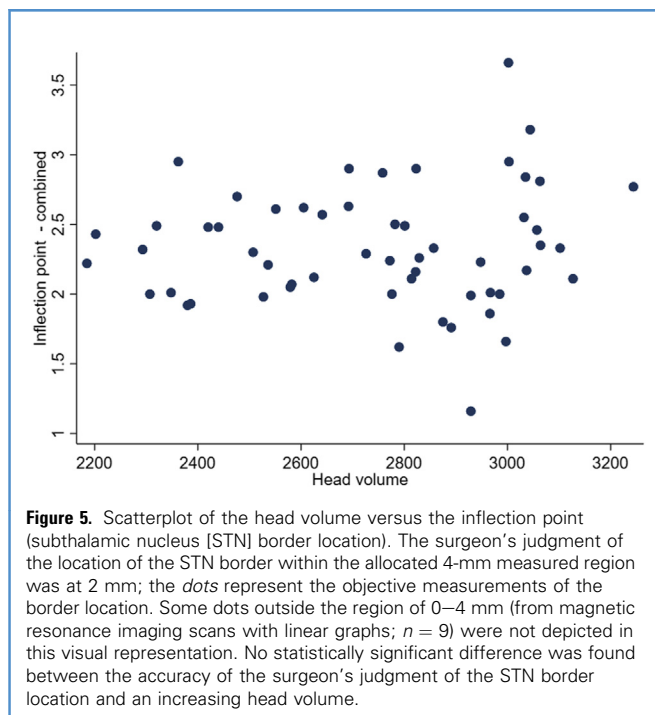 3.5
3
2.5
2
1.5
1
Inflection point - combined
2200 2400 2600 2800 3000 3200
Head volume
Figure 5. Scatterplot of the head volume versus the inflection point
(subthalamic nucleus [STN] border location). The surgeon's judgment of
the location of the STN border within the allocated 4-mm measured region
was at 2 mm; the dots represent the objective measurements of the
border location. Some dots outside the region of 0–4 mm (from magnetic
resonance imaging scans with linear graphs; n = 9) were not depicted in
this visual representation. No statistically significant difference was found
between the accuracy of the surgeon's judgment of the STN border
location and an increasing head volume.